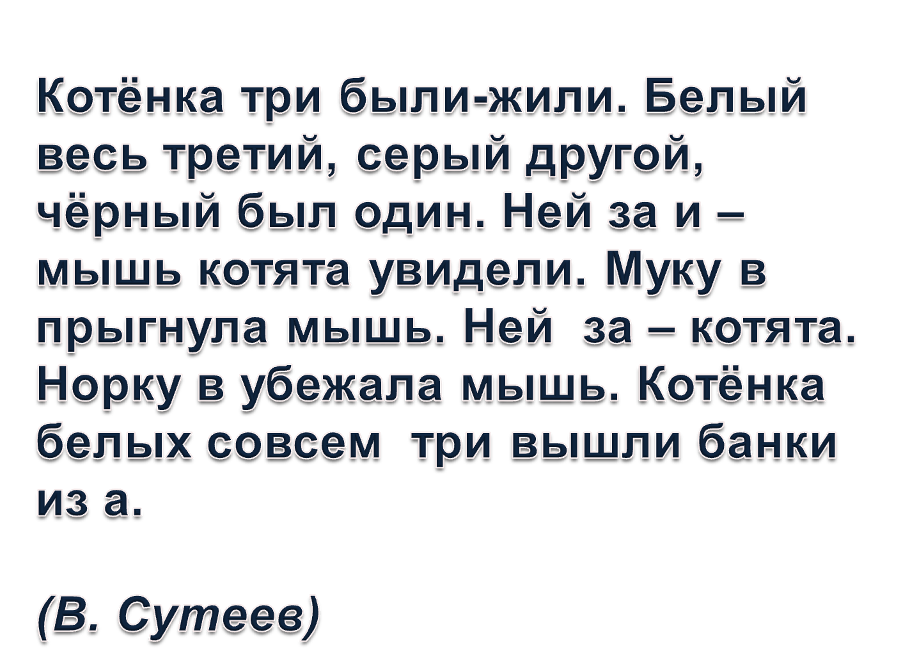 Котёнка три были-жили. Белый
весь третий, серый другой,
чёрный был один. Ней за и –
мышь котята увидели. Муку в
прыгнула мышь. Ней за – котята.
Норку в убежала мышь. Котёнка
белых совсем три вышли банки
из а.
(В. Сутеев)